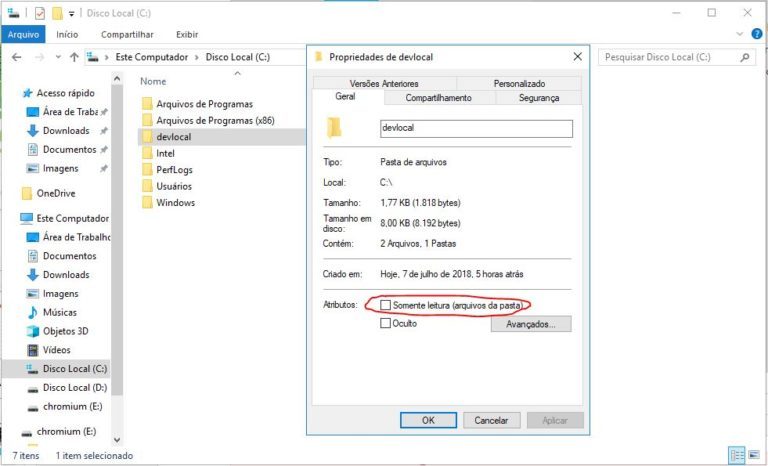 Disco Local (C:)
Arquivo Início Compartilhar Exibir
Este Computador Disco Local (C:)
Pesquisar Disco Local (C:)
Acesso rápido
Área de Traba
Downloads
Documentos
Imagens
OneDrive
Este Computador
Área de Trabalho
Documentos
Downloads
Imagens
Músicas
Objetos 3D
Vídeos
Disco Local (C:)
Disco Local (D:)
chromium (E:)
chromium (E:)
Nome
Arquivos de Programas
Arquivos de Programas (x86)
devlocal
Intel
PerfLogs
Usuários
Windows
7 itens 1 item selecionado
Propriedades de devlocal
Versões Anteriores Personalizado
Geral Compartilhamento Segurança
devlocal
Tipo: Pasta de arquivos
Local: C:\
Tamanho: 1,77 KB (1.818 bytes)
Tamanho em disco: 8,00 KB (8.192 bytes)
Contém: 2 Arquivos, 1 Pastas
Criado em: Hoje, 7 de julho de 2018, 5 horas atrás
Atributos: Somente leitura (arquivos da pasta)
Oculto Avançados...
OK Cancelar Aplicar